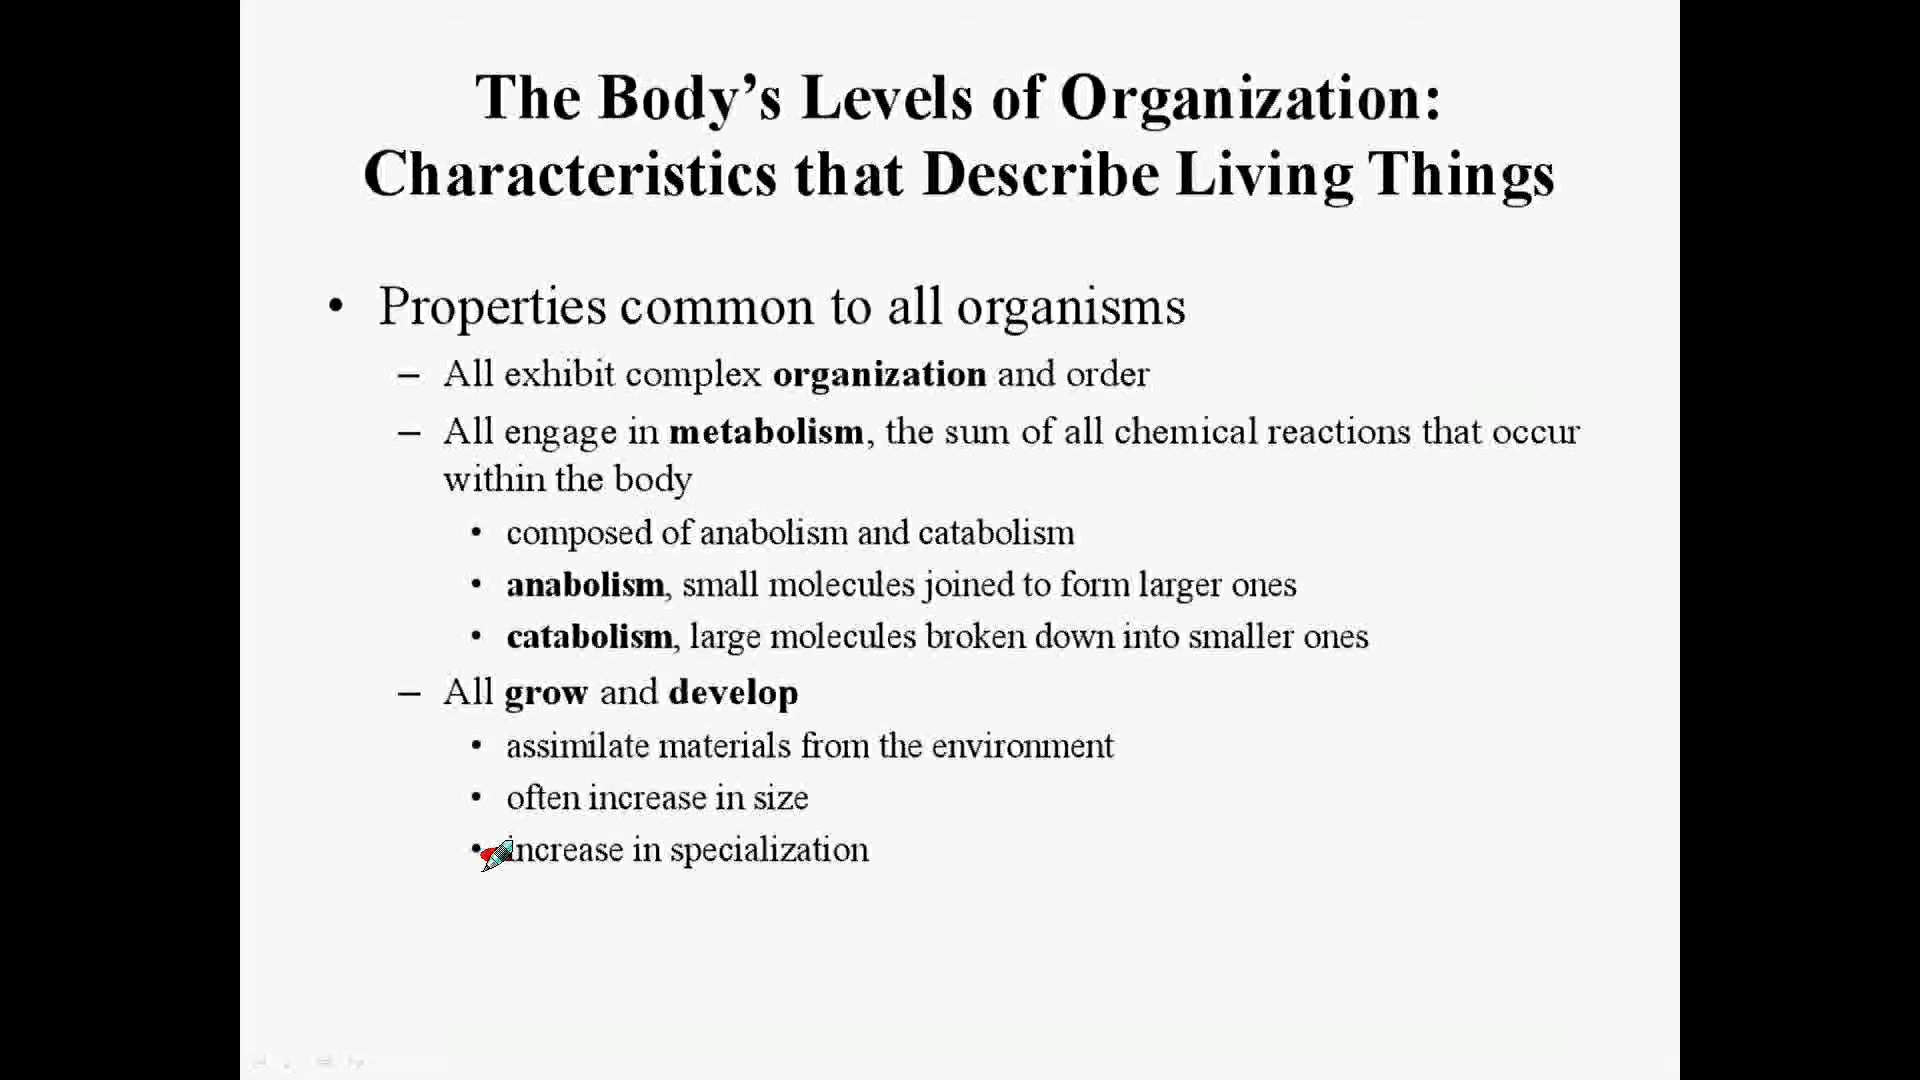 The Body’s Levels of Organization:
Characteristics that Describe Living Things
• Properties common to all organisms
– All exhibit complex organization and order
– All engage in metabolism, the sum of all chemical reactions that occur
within the body
• composed of anabolism and catabolism
• anabolism, small molecules joined to form larger ones
• catabolism, large molecules broken down into smaller ones
– All grow and develop
• assimilate materials from the environment
• often increase in size
• increase in specialization